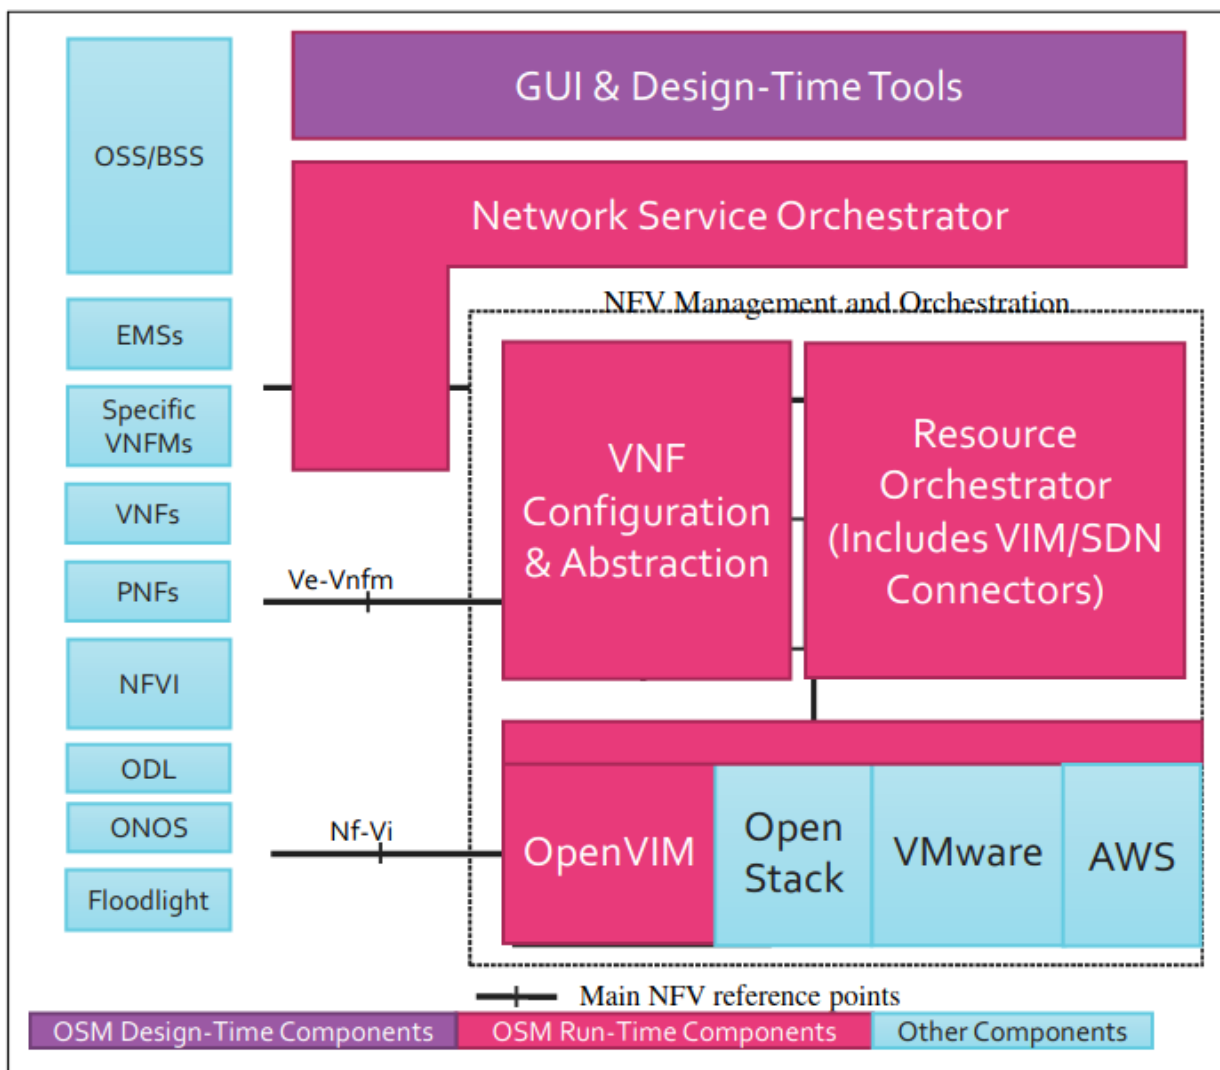 GUI & Design-Time Tools
OSS/BSS
Network Service Orchestrator
NFV Management and Orchestration
EMSs
Specific
VNFMs
VNFs
PNFs
NFVI
ODL
ONOS
Floodlight
Ve-Vnfm
Nf-Vi
VNF
Configuration
& Abstraction
Resource
Orchestrator
(Includes VIM/SDN
Connectors)
OpenVIM
Open
Stack
VMware
AWS
Main NFV reference points
OSM Design-Time Components
OSM Run-Time Components
Other Components